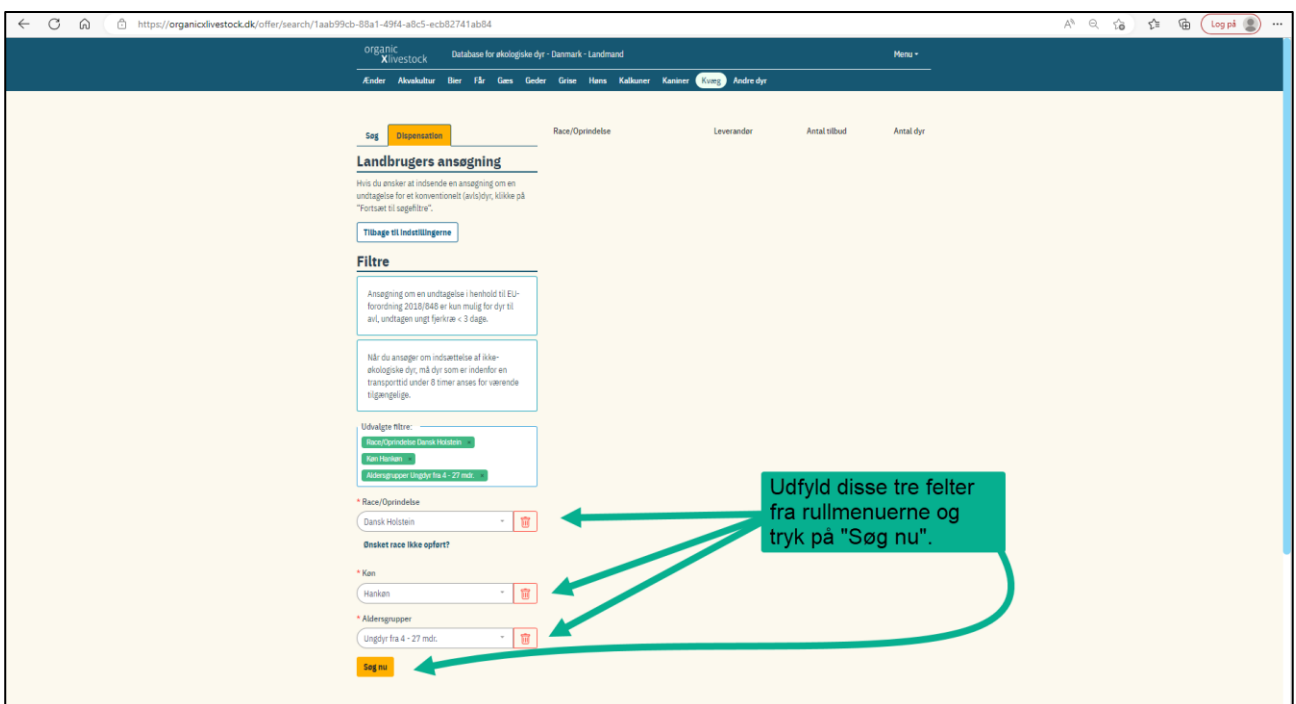 https://organicxlivestock.dk/offer/search/1aab99cb-88a1-49f4-a8c5-ecb82741ab84
Log på
organic
Xlivestock
Database for økologiske dyr - Danmark - Landmand
Menu
Ænder Akvakultur Bier Får Gæs Geder Grise Høns Kalkuner Kaniner Kvæg Andre dyr
Søg Dispensation
Race/Oprindelse Leverandør Antal tilbud Antal dyr
Landbrugers ansøgning
Hvis du ønsker at indsende en ansøgning om en
undtagelse for et konventionelt (avls)dyr, klikke på
"Fortsæt til søgefiltre".
Tilbage til indstillingerne
Filtre
Ansøgning om en undtagelse i henhold til EU-
forordning 2018/848 er kun mulig for dyr til
avl, undtagen ungt fjerkræ < 3 dage.
Når du ansøger om indsættelse af ikke-
økologiske dyr, må dyr som er indenfor en
transporttid under 8 timer anses for værende
tilgængelige.
Udvalgte filtre:
Race/Oprindelse Dansk Holstein ×
Køn Hankøn ×
Aldersgrupper Ungdyr fra 4 - 27 mdr. ×
* Race/Oprindelse
Dansk Holstein
Ønsket race ikke opført?
* Køn
Hankøn
* Aldersgrupper
Ungdyr fra 4 - 27 mdr.
Søg nu
Udfyld disse tre felter
fra rullmenuerne og
tryk på "Søg nu".